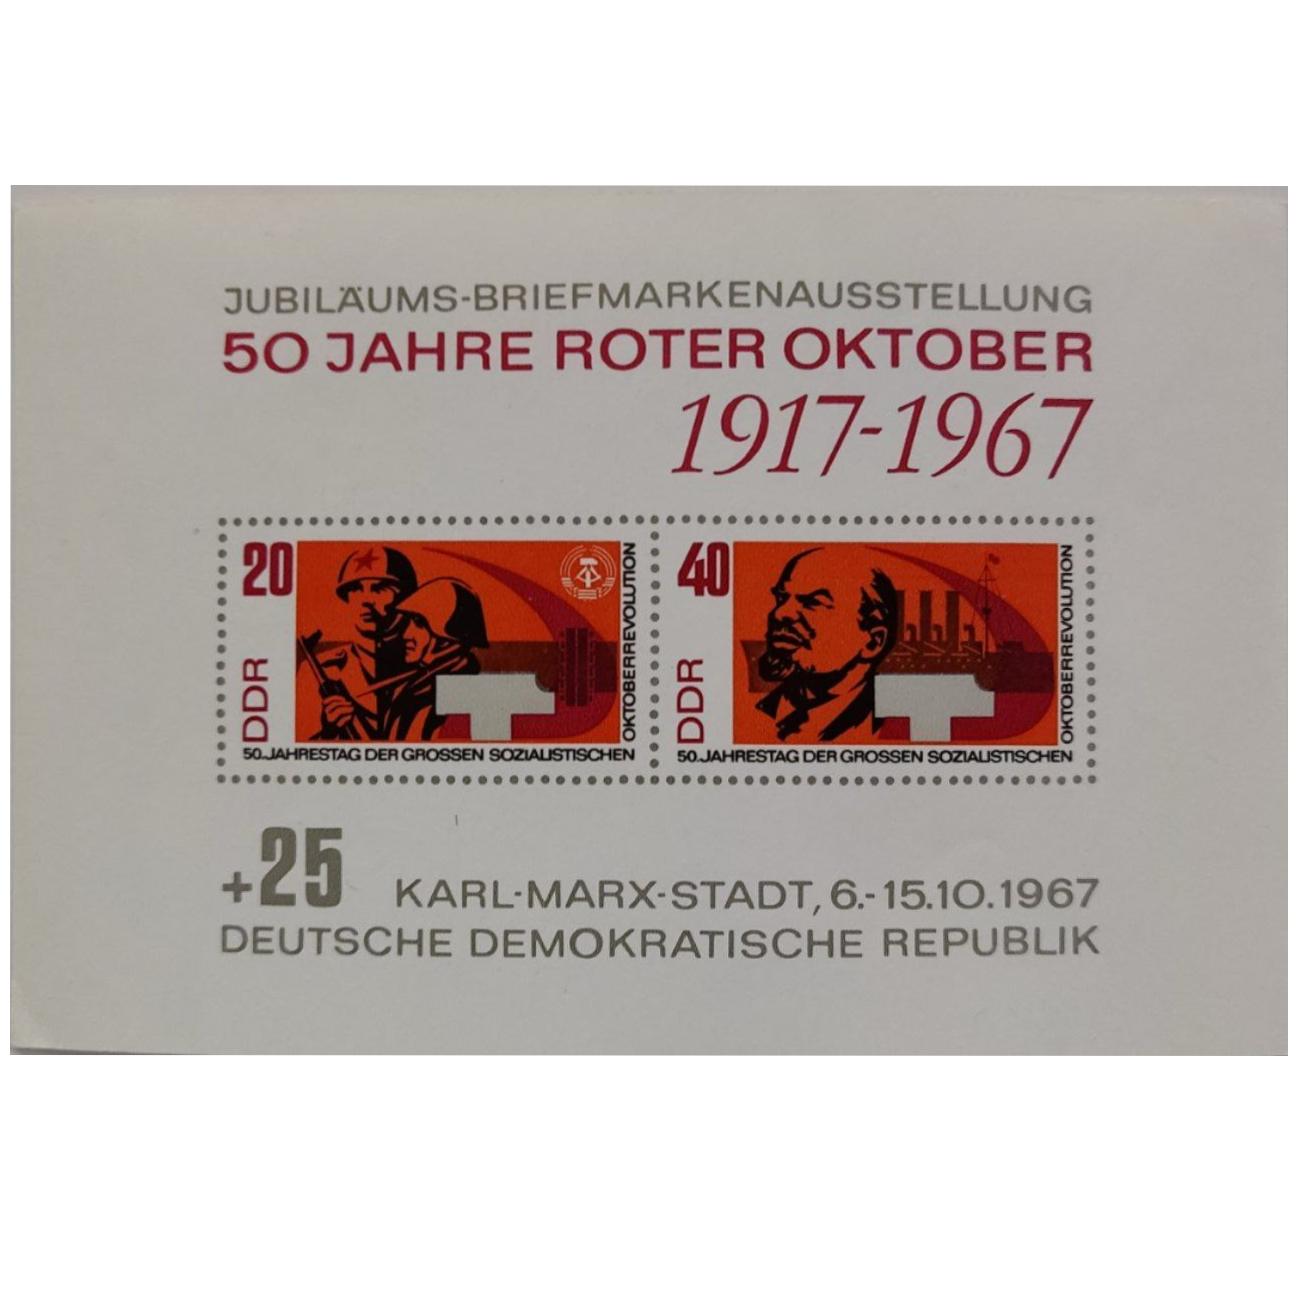 JUBILÄUMS-BRIEFMARKENAUSSTELLUNG
50 JAHRE ROTER OKTOBER
1917-1967
20
DDR
50. JAHRESTAG DER GROSSEN SOZIALISTISCHEN
OKTOBERREVOLUTION
40
DDR
50. JAHRESTAG DER GROSSEN SOZIALISTISCHEN
OKTOBERREVOLUTION
+25
KARL-MARX-STADT, 6.-15.10.1967
DEUTSCHE DEMOKRATISCHE REPUBLIK